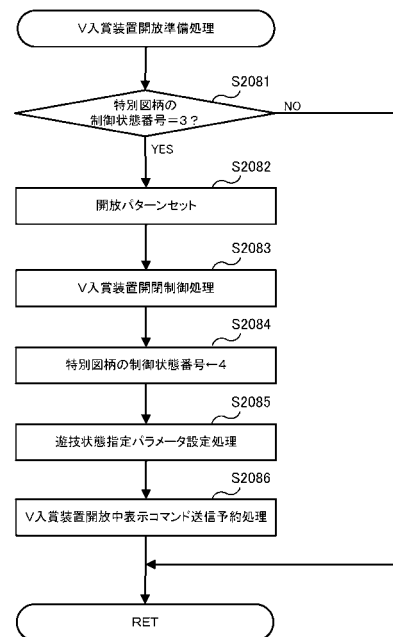 V入賞装置開放準備処理
S2081
特別図柄の
制御状態番号=3?
NO
YES
S2082
開放パターンセット
S2083
V入賞装置開閉制御処理
S2084
特別図柄の制御状態番号←4
S2085
遊技状態指定パラメータ設定処理
S2086
V入賞装置開放中表示コマンド送信予約処理
RET